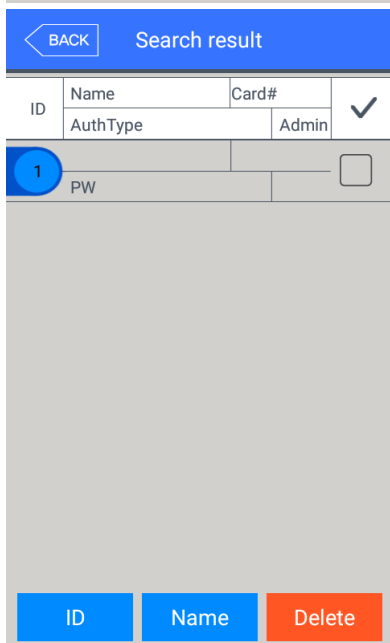 BACK Search result
ID Name Card#
AuthType Admin
1
PW
ID Name Delete